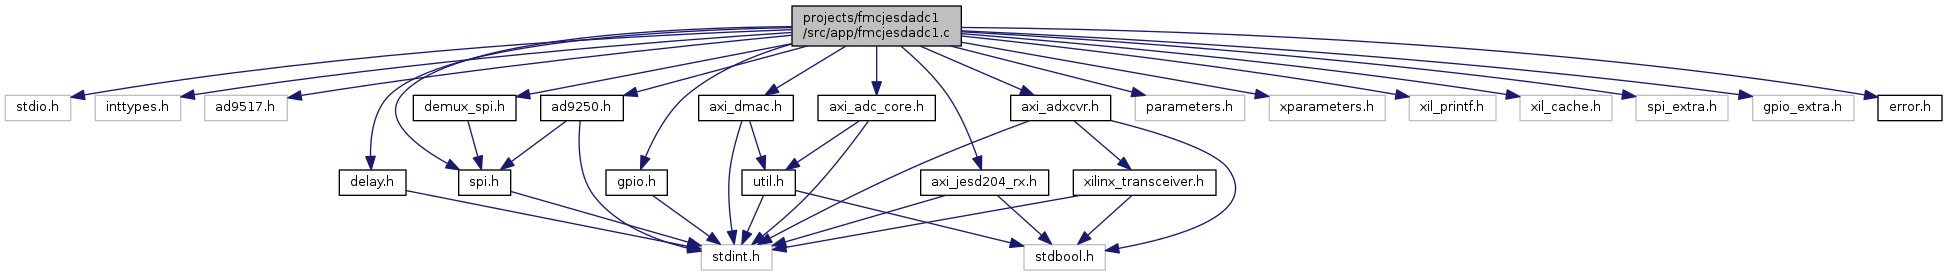 projects/fmcjesdadc1
/src/app/fmcjesdadc1.c
stdio.h
inttypes.h
ad9517.h
demux_spi.h
ad9250.h
axi_dmac.h
axi_adc_core.h
axi_adxcvr.h
parameters.h
xparameters.h
xil_printf.h
xil_cache.h
spi_extra.h
gpio_extra.h
error.h
delay.h
spi.h
gpio.h
util.h
axi_jesd204_rx.h
xilinx_transceiver.h
stdint.h
stdbool.h